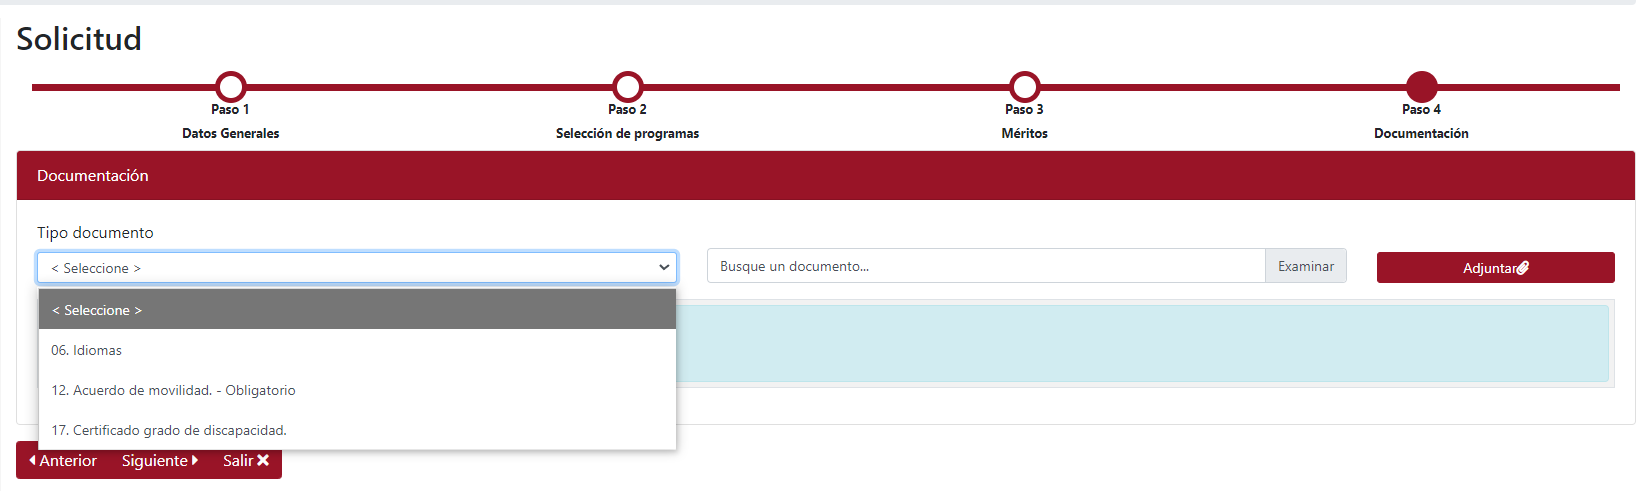 Solicitud
Paso 1
Datos Generales
Paso 2
Selección de programas
Paso 3
Méritos
Paso 4
Documentación
Documentación
Tipo documento
< Seleccione >
Busque un documento...
Examinar
Adjuntar
< Seleccione >
06. Idiomas
12. Acuerdo de movilidad. - Obligatorio
17. Certificado grado de discapacidad.
Anterior
Siguiente
Salir